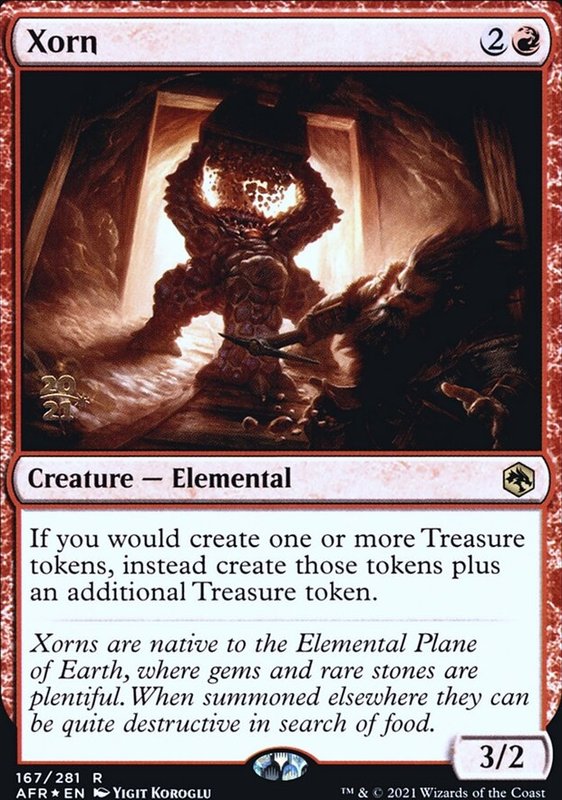 Xorn
2
20
21
Creature — Elemental
If you would create one or more Treasure
tokens, instead create those tokens plus
an additional Treasure token.
Xorns are native to the Elemental Plane
of Earth, where gems and rare stones are
plentiful. When summoned elsewhere they can
be quite destructive in search of food.
3/2
167/281 R
AFR★EN Yigit Koroglu
™ & © 2021 Wizards of the Coast